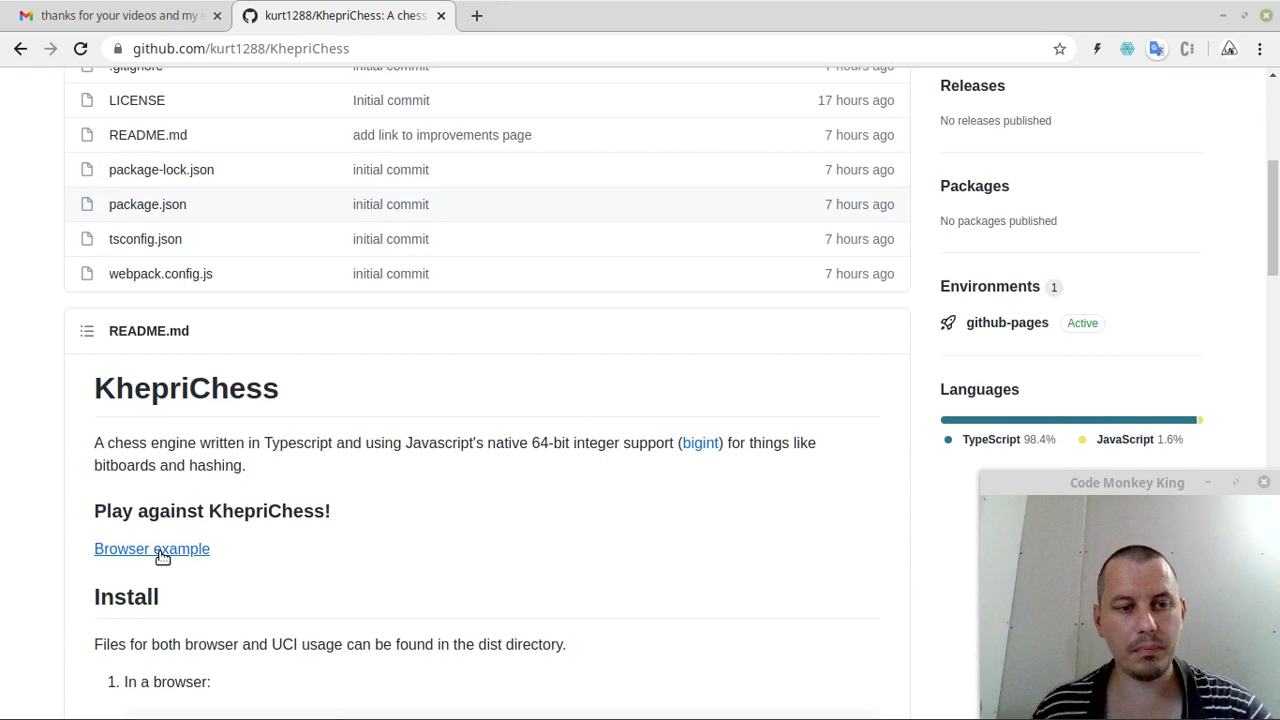 thanks for your videos and my e
kurt1288/KhepriChess: A chess
github.com/kurt1288/KhepriChess
.gitignore initial commit 7 hours ago
LICENSE Initial commit 17 hours ago
README.md add link to improvements page 7 hours ago
package-lock.json initial commit 7 hours ago
package.json initial commit 7 hours ago
tsconfig.json initial commit 7 hours ago
webpack.config.js initial commit 7 hours ago
README.md
KhepriChess
A chess engine written in Typescript and using Javascript's native 64-bit integer support (bigint) for things like
bitboards and hashing.
Play against KhepriChess!
Browser example
Install
Files for both browser and UCI usage can be found in the dist directory.
1. In a browser:
Releases
No releases published
Packages
No packages published
Environments 1
github-pages Active
Languages
TypeScript 98.4% JavaScript 1.6%
Code Monkey King